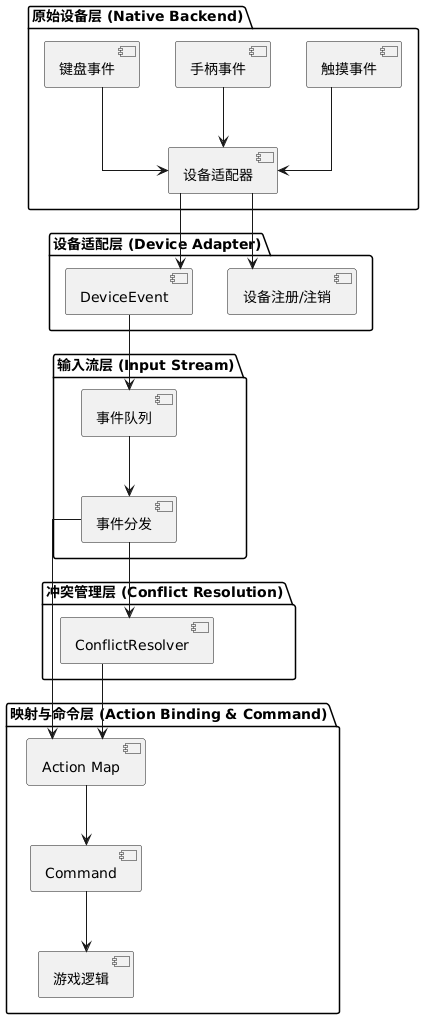 原始设备层 (Native Backend)
键盘事件
手柄事件
触摸事件
设备适配器
设备适配层 (Device Adapter)
DeviceEvent
设备注册/注销
输入流层 (Input Stream)
事件队列
事件分发
冲突管理层 (Conflict Resolution)
ConflictResolver
映射与命令层 (Action Binding & Command)
Action Map
Command
游戏逻辑